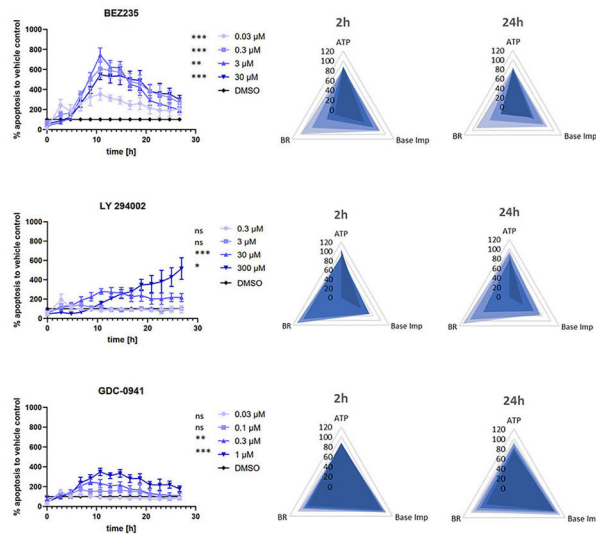 BEZ235
% apoptosis to vehicle control
1000
800
600
400
200
0
0
10
20
30
time [h]
*** 0.03 µM
*** 0.3 µM
** 3 µM
*** 30 µM
DMSO
2h
ATP
120
100
80
60
40
20
0
BR
Base Imp
24h
ATP
120
100
80
60
40
20
0
BR
Base Imp
LY 294002
% apoptosis to vehicle control
1000
800
600
400
200
0
0
10
20
30
time [h]
ns 0.3 µM
ns 3 µM
*** 30 µM
* 300 µM
DMSO
2h
ATP
120
100
80
60
40
20
0
BR
Base Imp
24h
ATP
120
100
80
60
40
20
0
BR
Base Imp
GDC-0941
% apoptosis to vehicle control
1000
800
600
400
200
0
0
10
20
30
time [h]
ns 0.03 µM
ns 0.1 µM
** 0.3 µM
*** 1 µM
DMSO
2h
ATP
120
100
80
60
40
20
0
BR
Base Imp
24h
ATP
120
100
80
60
40
20
0
BR
Base Imp